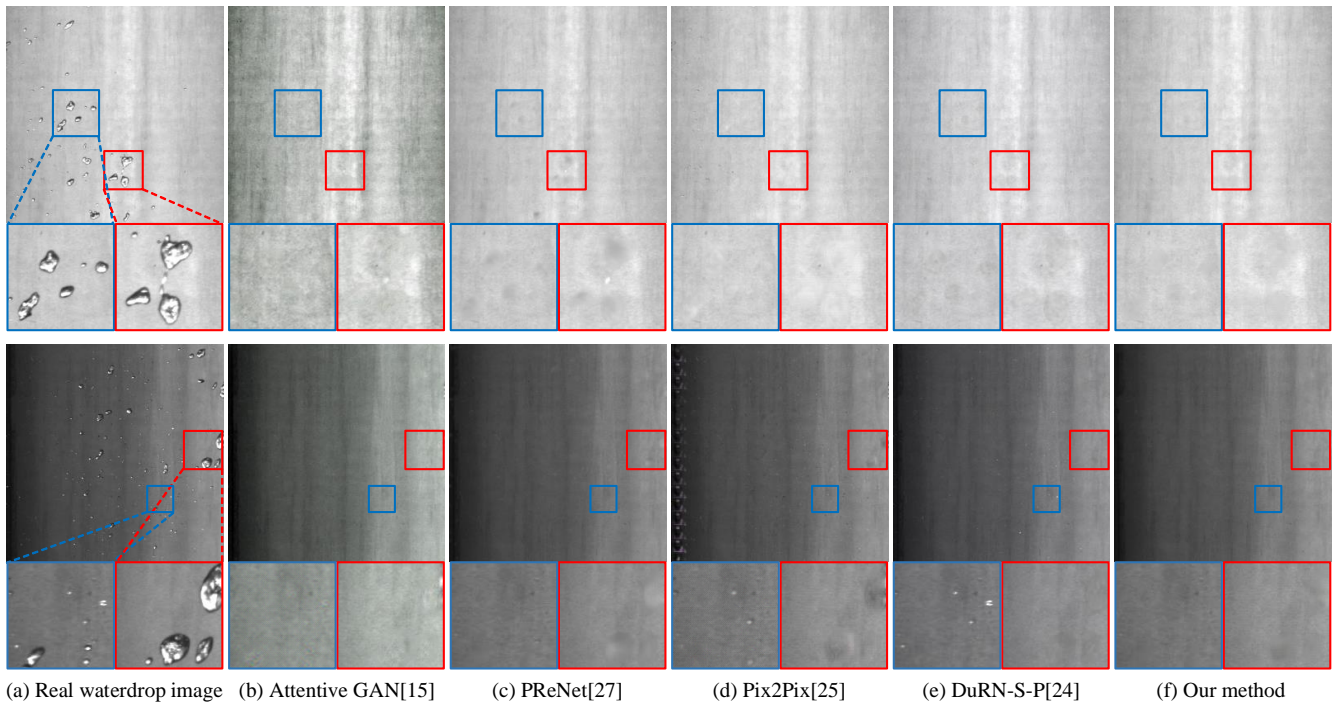 (a) Real waterdrop image (b) Attentive GAN[15] (c) PReNet[27] (d) Pix2Pix[25] (e) DuRN-S-P[24] (f) Our method